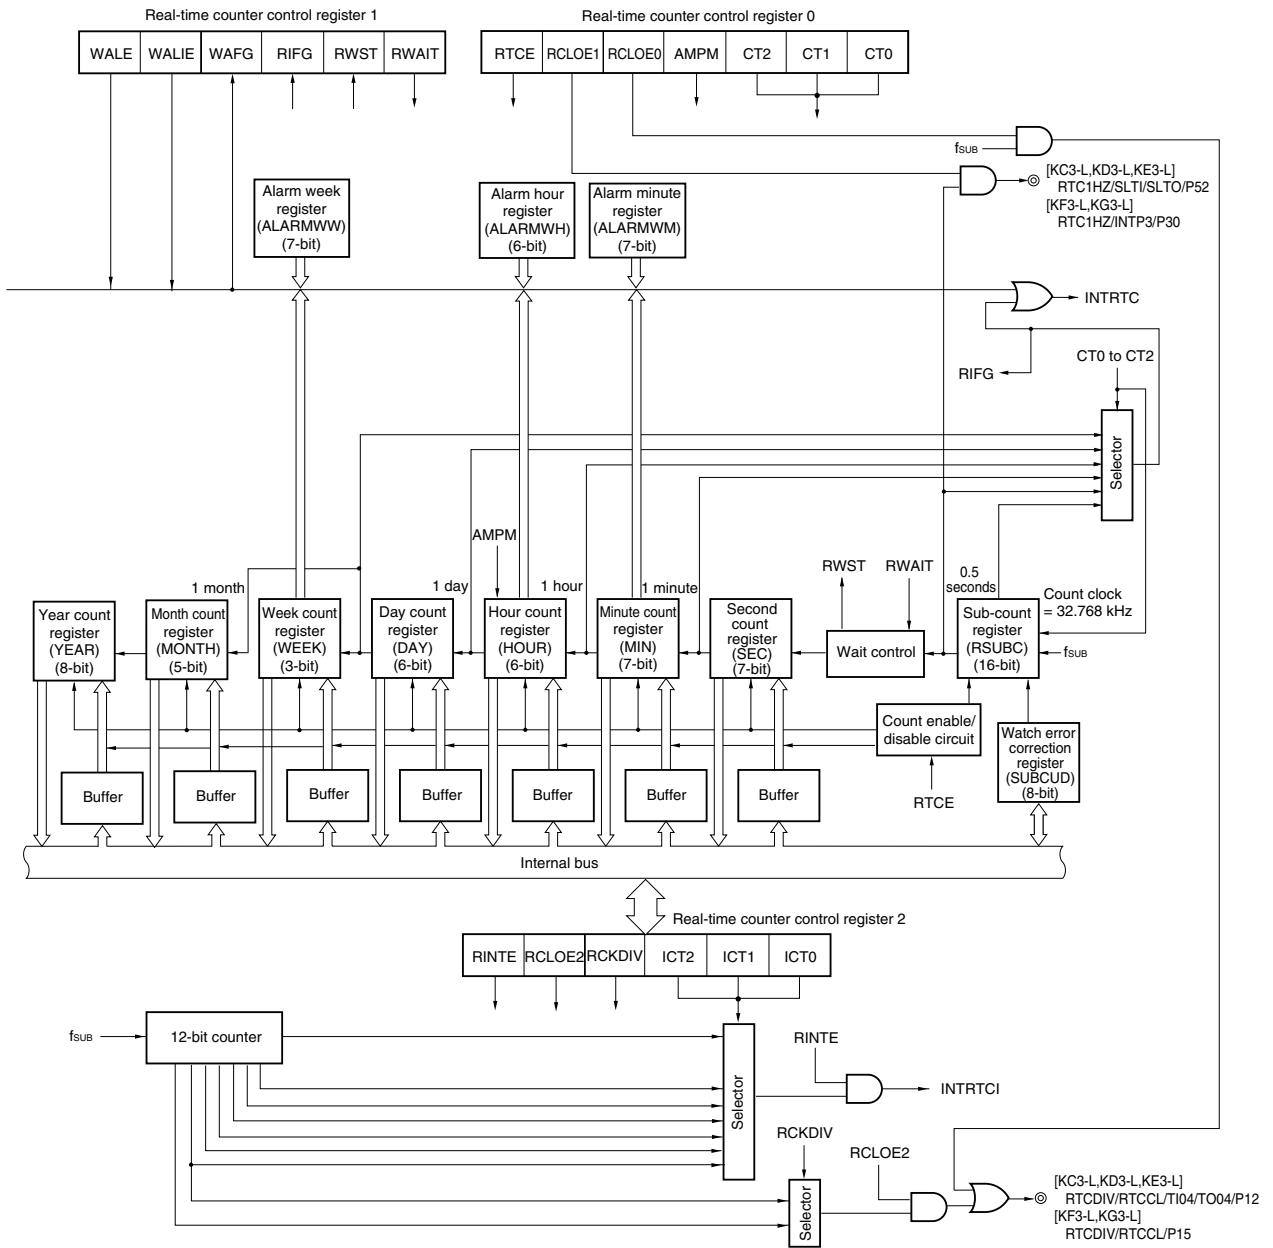 Real-time counter control register 1
Real-time counter control register 0
WALE WALIE WAFG RIFG RWST RWAIT
RTCE RCLOE1 RCLOE0 AMPM CT2 CT1 CT0
fSUB
[KC3-L,KD3-L,KE3-L]
RTC1HZ/SLTI/SLTO/P52
[KF3-L,KG3-L]
RTC1HZ/INTP3/P30
Alarm week
register
(ALARMWW)
(7-bit)
Alarm hour
register
(ALARMWH)
(6-bit)
Alarm minute
register
(ALARMWM)
(7-bit)
INTRTC
CT0 to CT2
RIFG
Selector
AMPM
1 month
1 day
1 hour
1 minute
RWST
RWAIT
0.5
seconds
Count clock
= 32.768 kHz
Year count
register
(YEAR)
(8-bit)
Month count
register
(MONTH)
(5-bit)
Week count
register
(WEEK)
(3-bit)
Day count
register
(DAY)
(6-bit)
Hour count
register
(HOUR)
(6-bit)
Minute count
register
(MIN)
(7-bit)
Second
count
register
(SEC)
(7-bit)
Wait control
Sub-count
register
(RSUBC)
(16-bit)
fSUB
Count enable/
disable circuit
Watch error
correction
register
(SUBCUD)
(8-bit)
RTCE
Buffer
Buffer
Buffer
Buffer
Buffer
Buffer
Buffer
Internal bus
Real-time counter control register 2
RINTE RCLOE2 RCKDIV ICT2 ICT1 ICT0
fSUB
12-bit counter
Selector
RINTE
INTRTCI
RCKDIV
RCLOE2
Selector
[KC3-L,KD3-L,KE3-L]
RTCDIV/RTCCL/TI04/TO04/P12
[KF3-L,KG3-L]
RTCDIV/RTCCL/P15